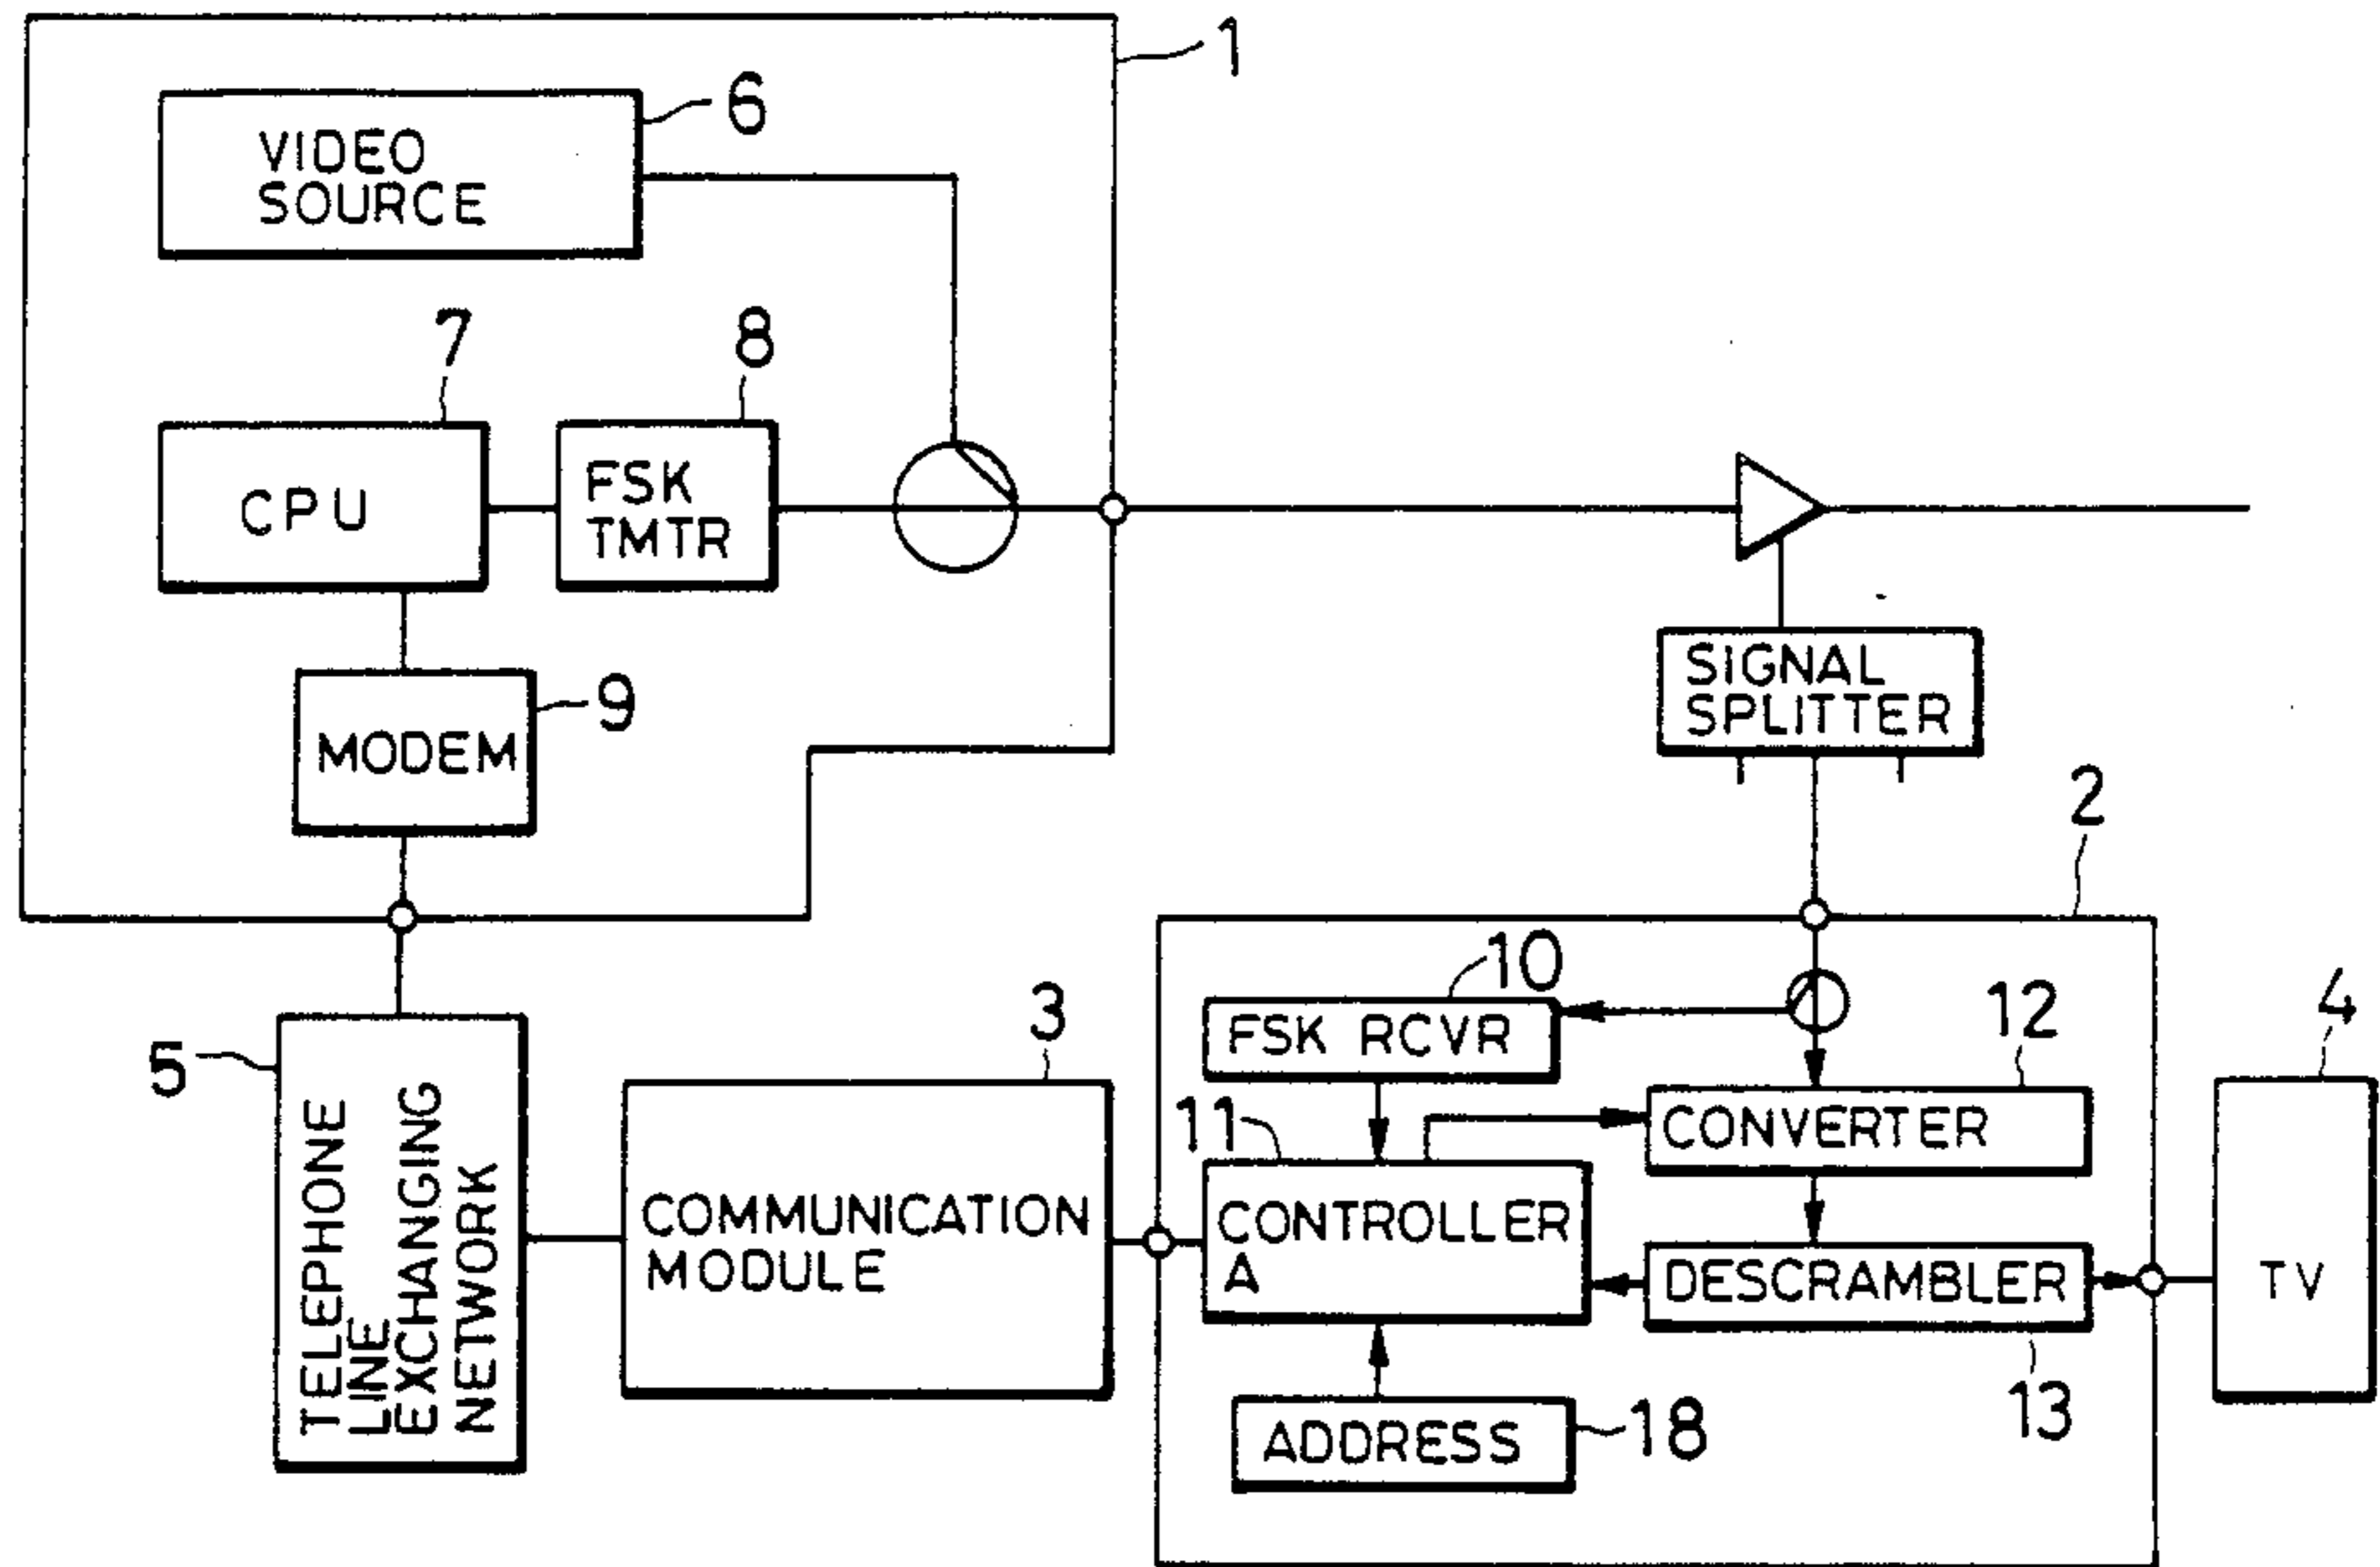 1
6
VIDEO
SOURCE
7
8
CPU
FSK
TMTR
9
MODEM
SIGNAL
SPLITTER
2
10
FSK RCVR
12
4
3
5
11
CONVERTER
TELEPHONE
LINE
EXCHANGING
NETWORK
COMMUNICATION
MODULE
CONTROLLER
A
DESCRAMBLER
TV
13
ADDRESS
18